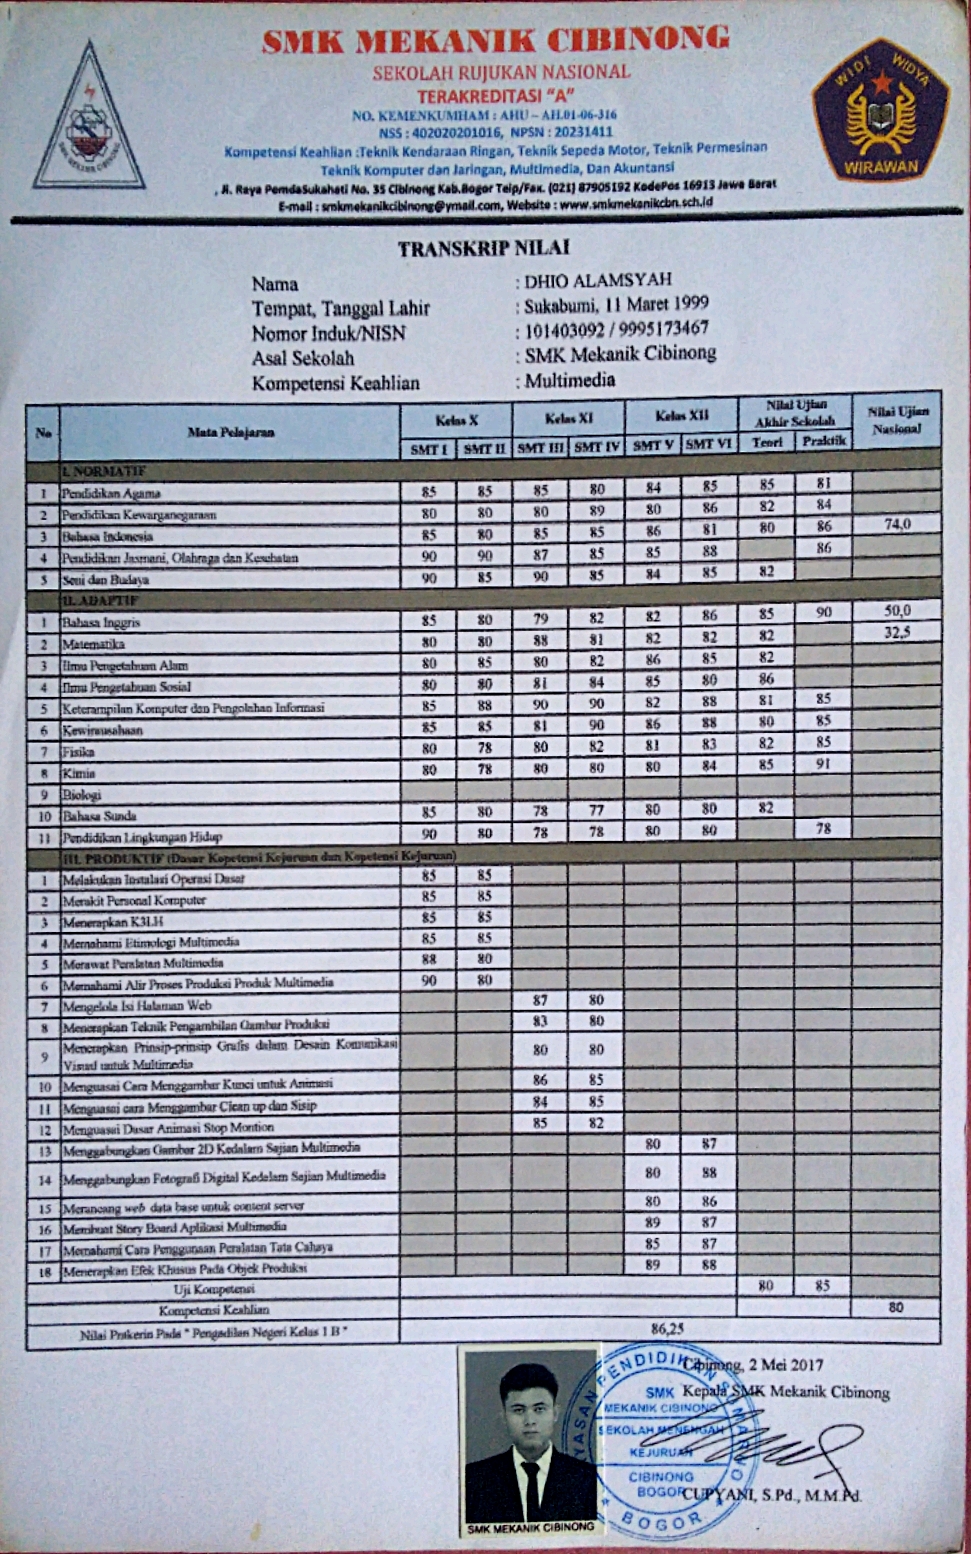 SMK MEKANIK CIBINONG
SEKOLAH RUJUKAN NASIONAL
TERAKREDITASI “A”
NO. KEMENKUMHAM : AHU – AH.01-06-316
NSS : 402020201016, NPSN : 20231411
Kompetensi Keahlian :Teknik Kendaraan Ringan, Teknik Sepeda Motor, Teknik Permesinan
Teknik Komputer dan Jaringan, Multimedia, Dan Akuntansi
, Jl. Raya PemdaSukahati No. 35 Cibinong Kab.Bogor Telp/Fax. (021) 87905192 KodePos 16913 Jawa Barat
E-mail : smkmekanikcibinong@ymail.com, Website : www.smkmekanikcbn.sch.id
SMK MEKANIK CIBINONG
WIDI WIDYA
WIRAWAN
TRANSKRIP NILAI
Nama : DHIO ALAMSYAH
Tempat, Tanggal Lahir : Sukabumi, 11 Maret 1999
Nomor Induk/NISN : 101403092 / 9995173467
Asal Sekolah : SMK Mekanik Cibinong
Kompetensi Keahlian : Multimedia
No Mata Pelajaran Kelas X Kelas XI Kelas XII Nilai Ujian Akhir Sekolah Nilai Ujian Nasional
SMT I SMT II SMT III SMT IV SMT V SMT VI Teori Praktik
I. NORMATIF
1 Pendidikan Agama 85 85 85 80 84 85 85 81
2 Pendidikan Kewarganegaraan 80 80 80 89 80 86 82 84
3 Bahasa Indonesia 85 80 85 85 86 81 80 86 74,0
4 Pendidikan Jasmani, Olahraga dan Kesehatan 90 90 87 85 85 88 86
5 Seni dan Budaya 90 85 90 85 84 85 82
II. ADAPTIF
1 Bahasa Inggris 85 80 79 82 82 86 85 90 50,0
2 Matematika 80 80 88 81 82 82 82 32,5
3 Ilmu Pengetahuan Alam 80 85 80 82 86 85 82
4 Ilmu Pengetahuan Sosial 80 80 81 84 85 80 86
5 Keterampilan Komputer dan Pengolahan Informasi 85 88 90 90 82 88 81 85
6 Kewirausahaan 85 85 81 90 86 88 80 85
7 Fisika 80 78 80 82 81 83 82 85
8 Kimia 80 78 80 80 80 84 85 91
9 Biologi
10 Bahasa Sunda 85 80 78 77 80 80 82
11 Pendidikan Lingkungan Hidup 90 80 78 78 80 80 78
III. PRODUKTIF (Dasar Kopetensi Kejuruan dan Kopetensi Kejuruan)
1 Melakukan Instalasi Operasi Dasar 85 85
2 Merakit Personal Komputer 85 85
3 Menerapkan K3LH 85 85
4 Memahami Etimologi Multimedia 85 85
5 Merawat Peralatan Multimedia 88 80
6 Memahami Alir Proses Produksi Produk Multimedia 90 80
7 Mengelola Isi Halaman Web 87 80
8 Menerapkan Teknik Pengambilan Gambar Produksi 83 80
9 Menerapkan Prinsip-prinsip Grafis dalam Desain Komunikasi
Visual untuk Multimedia 80 80
10 Menguasai Cara Menggambar Kunci untuk Animasi 86 85
11 Menguasai cara Menggambar Clean up dan Sisip 84 85
12 Menguasai Dasar Animasi Stop Montion 85 82
13 Menggabungkan Gambar 2D Kedalam Sajian Multimedia 80 87
14 Menggabungkan Fotografi Digital Kedalam Sajian Multimedia 80 88
15 Merancang web data base untuk content server 80 86
16 Membuat Story Board Aplikasi Multimedia 89 87
17 Memahami Cara Penggunaan Peralatan Tata Cahaya 85 87
18 Menerapkan Efek Khusus Pada Objek Produksi 89 88
Uji Kompetensi 80 85
Kompetensi Keahlian 80
Nilai Prakerin Pada " Pengadilan Negeri Kelas 1 B " 86,25
Cibinong, 2 Mei 2017
Kepala SMK Mekanik Cibinong
YASAN PENDIDIKAN
SMK
MEKANIK CIBINONG
SEKOLAH MENENGAH
KEJURUAN
CIBINONG
BOGOR
BOGOR
CUPYANI, S.Pd., M.M.Pd.
SMK MEKANIK CIBINONG